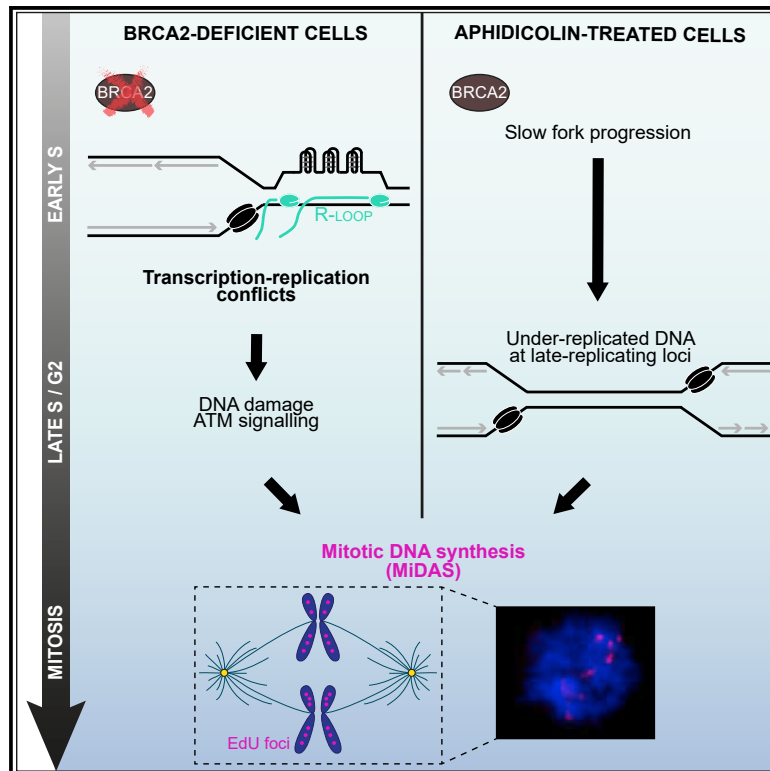 BRCA2-DEFICIENT CELLS
APHIDICOLIN-TREATED CELLS
BRCA2
BRCA2
Slow fork progression
EARLY S
R-LOOP
Transcription-replication
conflicts
Under-replicated DNA
at late-replicating loci
LATE S / G2
DNA damage
ATM signalling
Mitotic DNA synthesis
(MiDAS)
MITOSIS
EdU foci